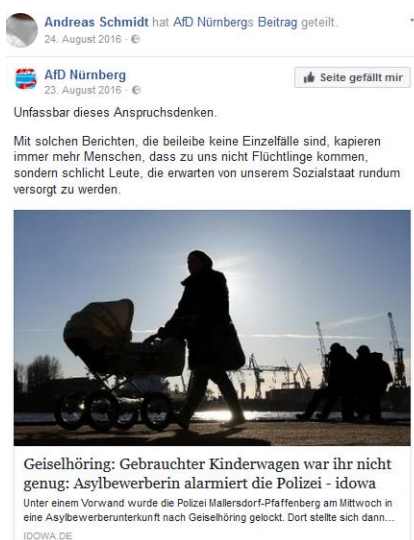 Andreas Schmidt hat AfD Nürnbergs Beitrag geteilt.
24. August 2016 ·
AfD Nürnberg
23. August 2016 ·
Seite gefällt mir
Unfassbar dieses Anspruchsdenken.
Mit solchen Berichten, die beileibe keine Einzelfälle sind, kapieren
immer mehr Menschen, dass zu uns nicht Flüchtlinge kommen,
sondern schlicht Leute, die erwarten von unserem Sozialstaat rundum
versorgt zu werden.
Geiselhöring: Gebrauchter Kinderwagen war ihr nicht
genug: Asylbewerberin alarmiert die Polizei - idowa
Unter einem Vorwand wurde die Polizei Mallersdorf-Pfaffenberg am Mittwoch in
eine Asylbewerberunterkunft nach Geiselhöring gelockt. Dort stellte sich dann...
IDOWA.DE